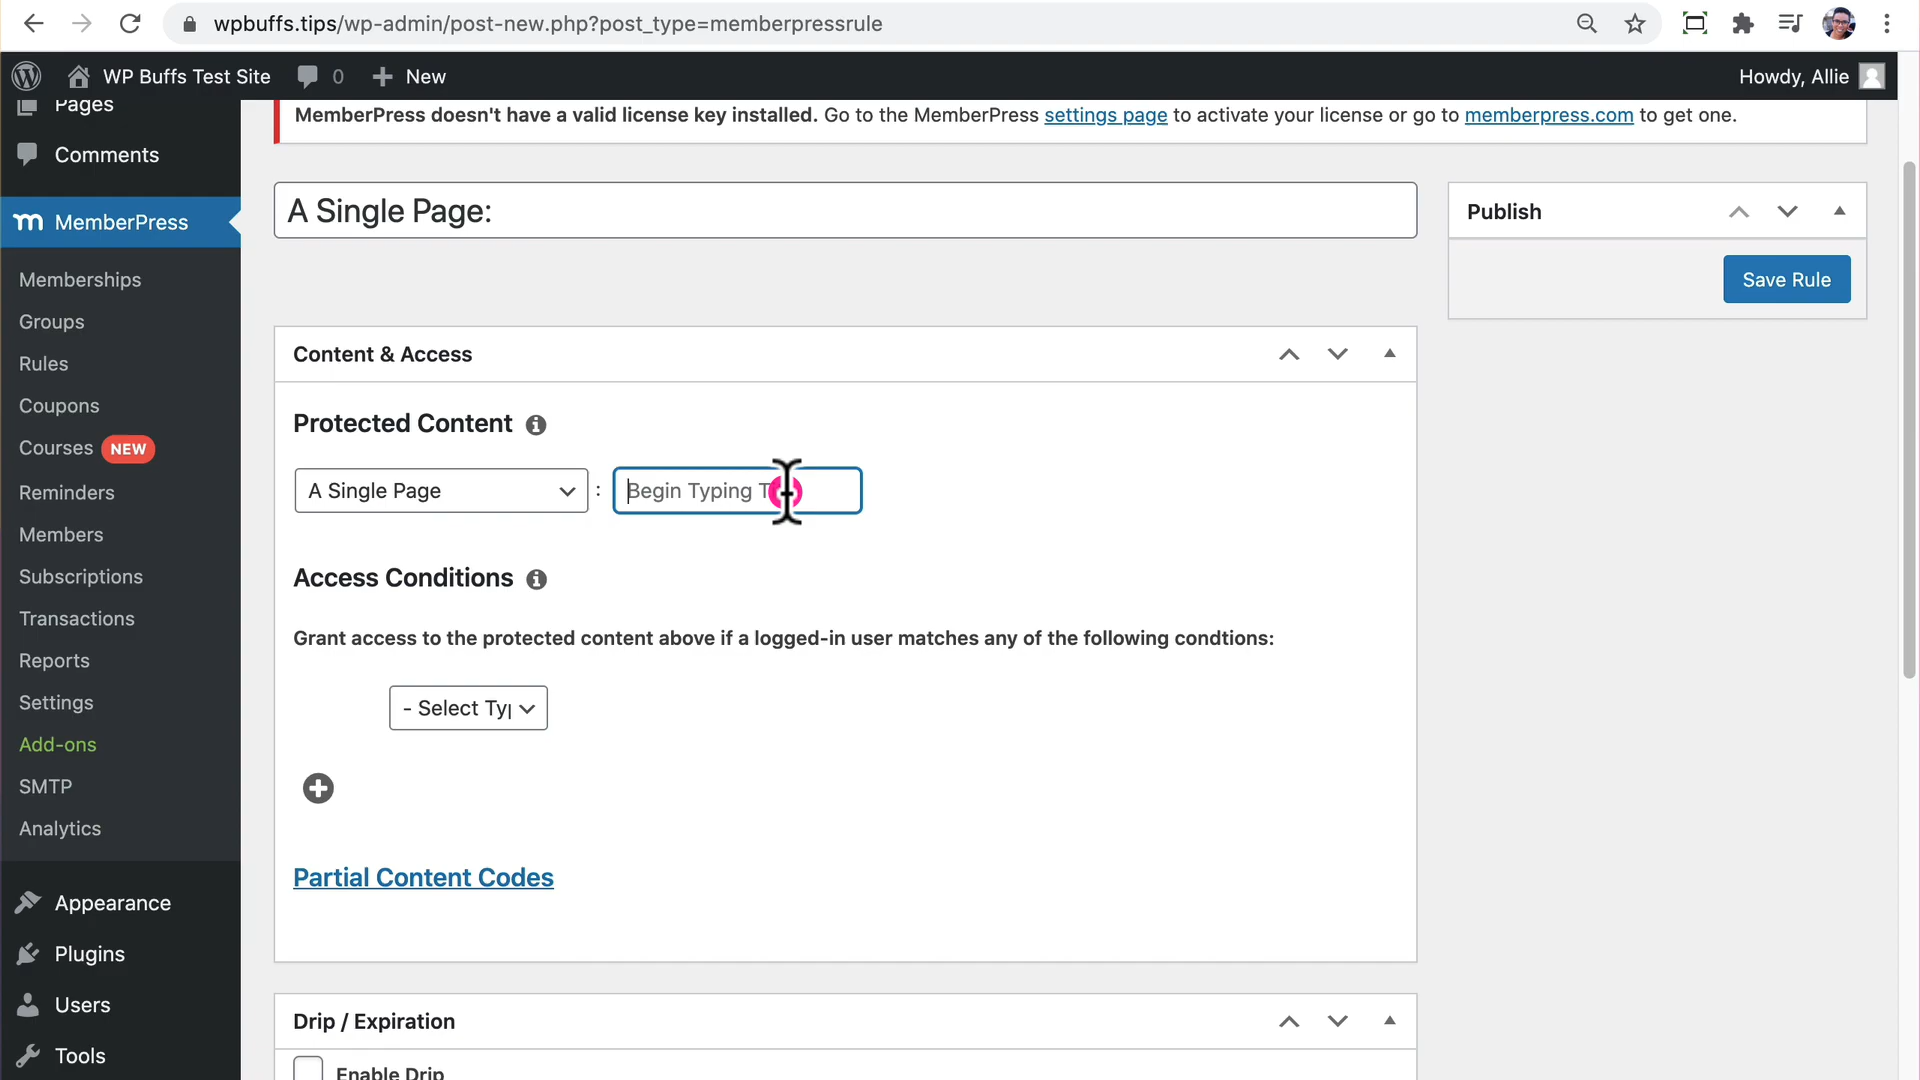 wpbuffs.tips/wp-admin/post-new.php?post_type=memberpressrule
WP Buffs Test Site
0
New
Howdy, Allie
Pages
Comments
MemberPress
Memberships
Groups
Rules
Coupons
Courses NEW
Reminders
Members
Subscriptions
Transactions
Reports
Settings
Add-ons
SMTP
Analytics
Appearance
Plugins
Users
Tools
MemberPress doesn't have a valid license key installed. Go to the MemberPress settings page to activate your license or go to memberpress.com to get one.
A Single Page:
Publish
Save Rule
Content & Access
Protected Content
A Single Page :
Begin Typing
Access Conditions
Grant access to the protected content above if a logged-in user matches any of the following condtions:
- Select Typ
Partial Content Codes
Drip / Expiration
Enable Drip